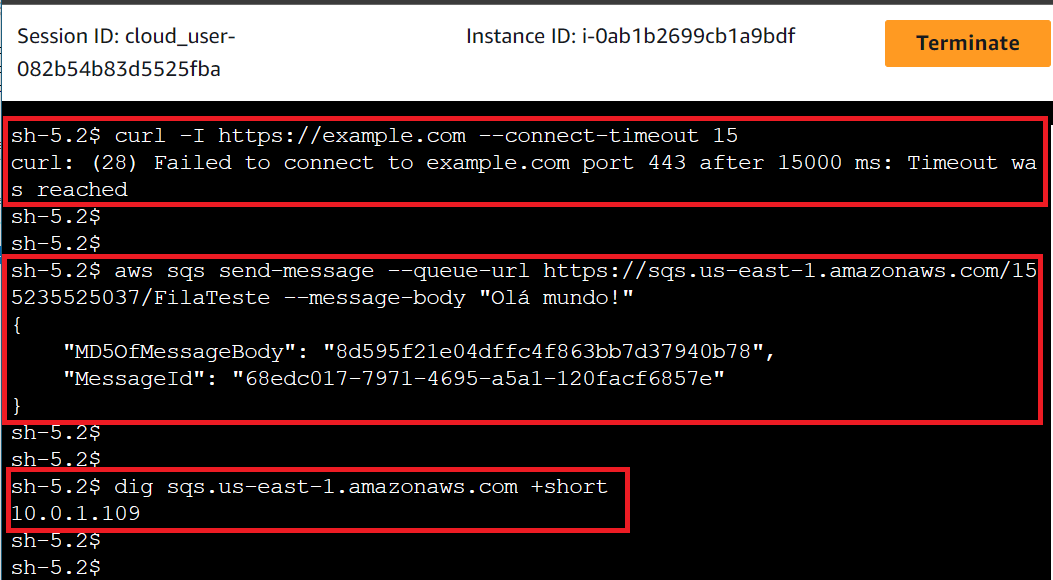 Session ID: cloud_user-
082b54b83d5525fba
Instance ID: i-0ab1b2699cb1a9bdf
Terminate
sh-5.2$ curl -I https://example.com --connect-timeout 15
curl: (28) Failed to connect to example.com port 443 after 15000 ms: Timeout wa
s reached
sh-5.2$
sh-5.2$
sh-5.2$ aws sqs send-message --queue-url https://sqs.us-east-1.amazonaws.com/15
5235525037/FilaTeste --message-body "Olá mundo!"
{
    "MD5OfMessageBody": "8d595f21e04dffc4f863bb7d37940b78",
    "MessageId": "68edc017-7971-4695-a5a1-120facf6857e"
}
sh-5.2$
sh-5.2$
sh-5.2$ dig sqs.us-east-1.amazonaws.com +short
10.0.1.109
sh-5.2$
sh-5.2$